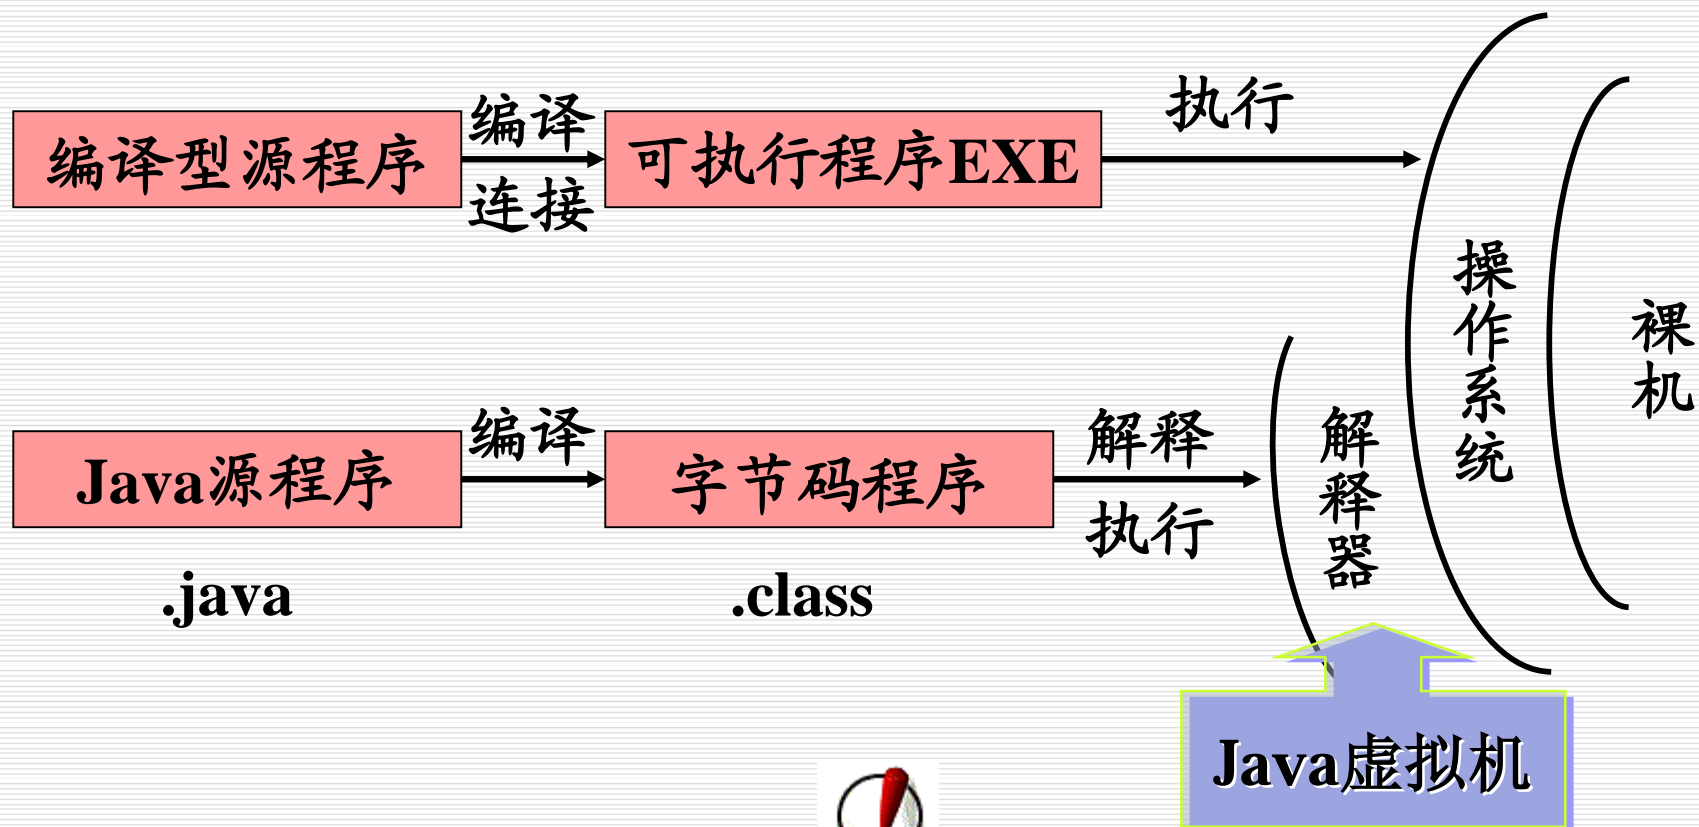 编译型源程序
编译
连接
可执行程序EXE
执行
Java源程序
编译
字节码程序
解释
执行
.java
.class
解释器
操作系统
裸机
Java虚拟机